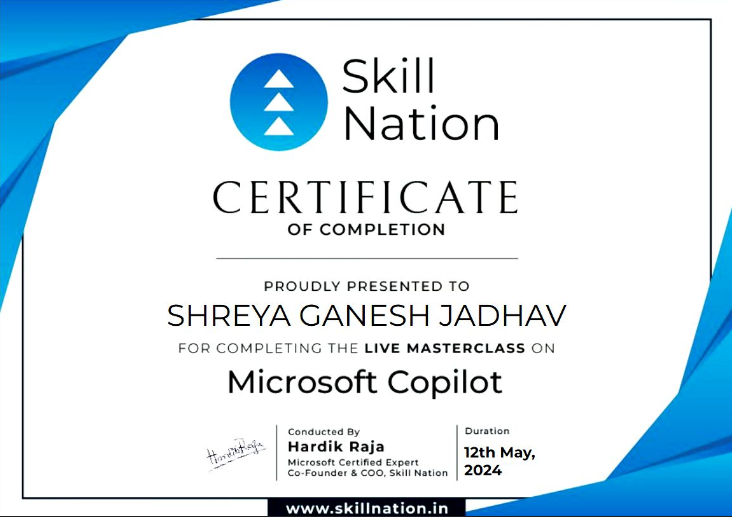 Skill
Nation
CERTIFICATE
OF COMPLETION
PROUDLY PRESENTED TO
SHREYA GANESH JADHAV
FOR COMPLETING THE LIVE MASTERCLASS ON
Microsoft Copilot
HardikRaja
Conducted By
Hardik Raja
Microsoft Certified Expert
Co-Founder & COO, Skill Nation
Duration
12th May,
2024
www.skillnation.in